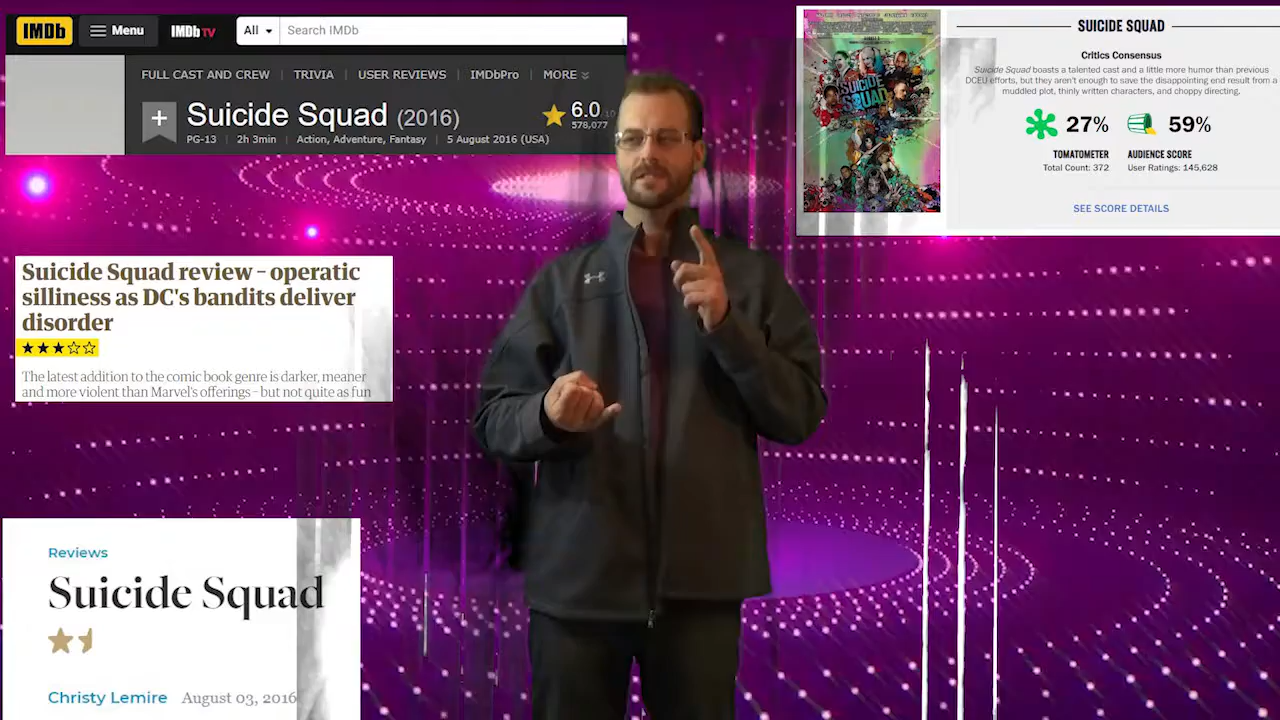 IMDb Menu IMDb TV All Search IMDb
FULL CAST AND CREW TRIVIA USER REVIEWS IMDbPro MORE
Suicide Squad (2016) 6.0/10
578,077
PG-13 2h 3min Action, Adventure, Fantasy 5 August 2016 (USA)
SUICIDE SQUAD
SUICIDE SQUAD
Critics Consensus
Suicide Squad boasts a talented cast and a little more humor than previous
DCEU efforts, but they aren't enough to save the disappointing end result from a
muddled plot, thinly written characters, and choppy directing.
27% 59%
TOMATOMETER AUDIENCE SCORE
Total Count: 372 User Ratings: 145,628
SEE SCORE DETAILS
Suicide Squad review – operatic
silliness as DC's bandits deliver
disorder
The latest addition to the comic book genre is darker, meaner
and more violent than Marvel's offerings – but not quite as fun
Reviews
Suicide Squad
Christy Lemire August 03, 2016